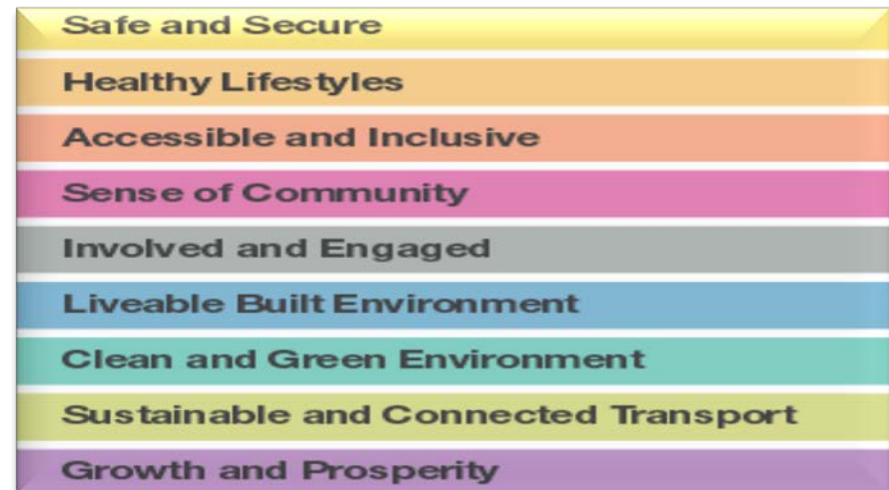 Safe and Secure
Healthy Lifestyles
Accessible and Inclusive
Sense of Community
Involved and Engaged
Liveable Built Environment
Clean and Green Environment
Sustainable and Connected Transport
Growth and Prosperity